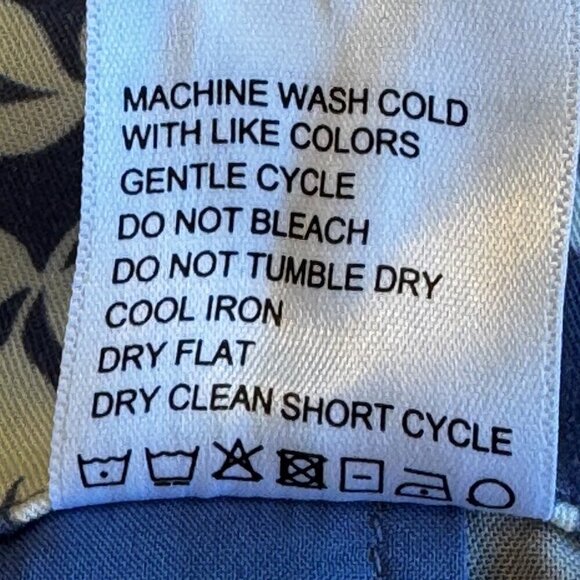 MACHINE WASH COLD
WITH LIKE COLORS
GENTLE CYCLE
DO NOT BLEACH
DO NOT TUMBLE DRY
COOL IRON
DRY FLAT
DRY CLEAN SHORT CYCLE